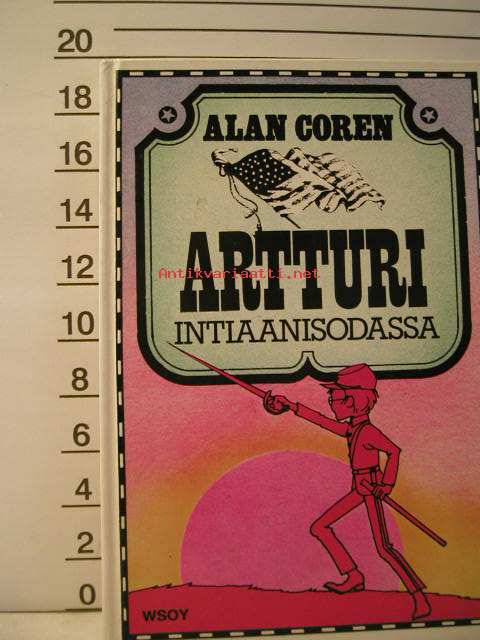 20
18
16
14
12
10
8
6
4
2
0
ALAN COREN
ARTTURI
Antikvariaatti.net
INTIAANISODASSA
WSOY